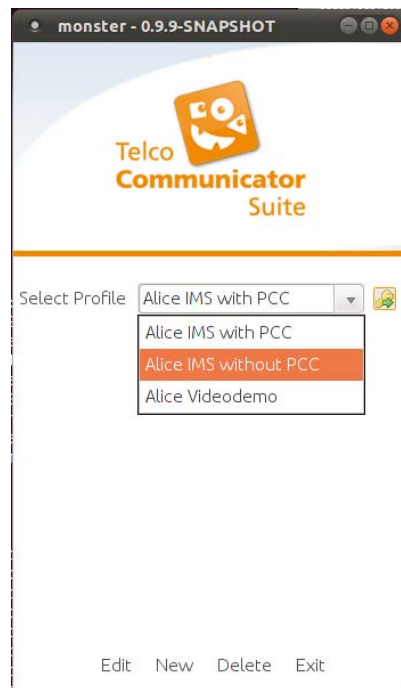 monster - 0.9.9-SNAPSHOT
Telco
Communicator
Suite
Select Profile Alice IMS with PCC
Alice IMS with PCC
Alice IMS without PCC
Alice Videodemo
Edit New Delete Exit